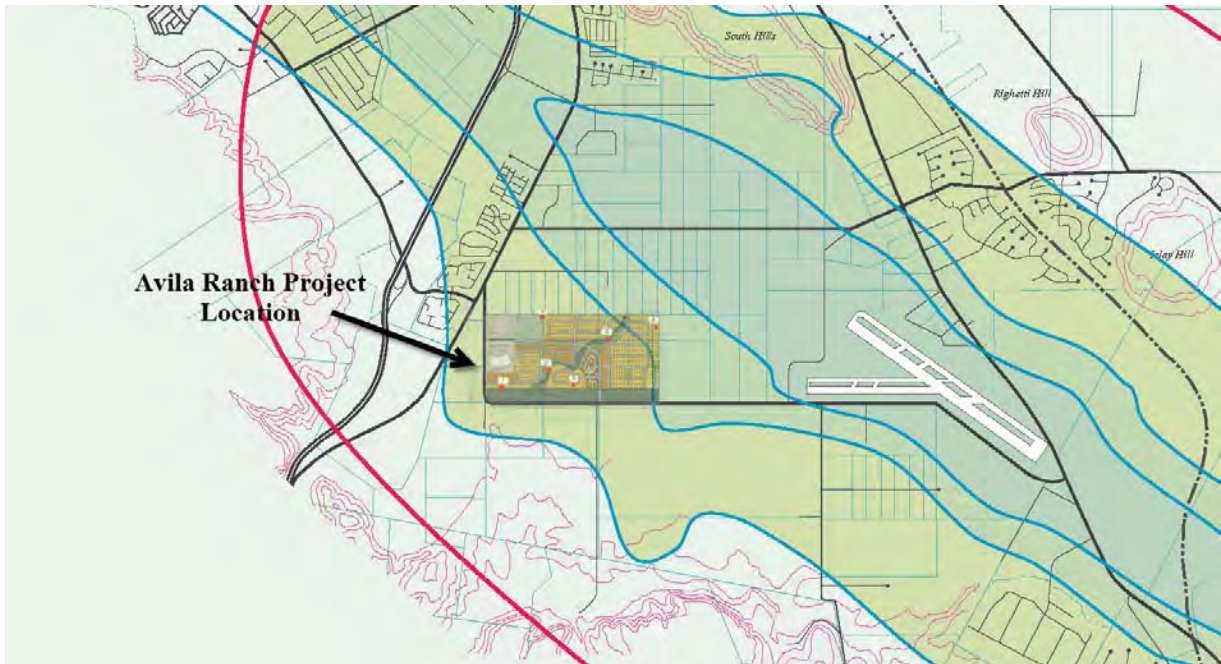 South Hills
Righetti Hill
Islay Hill
Avila Ranch Project
Location